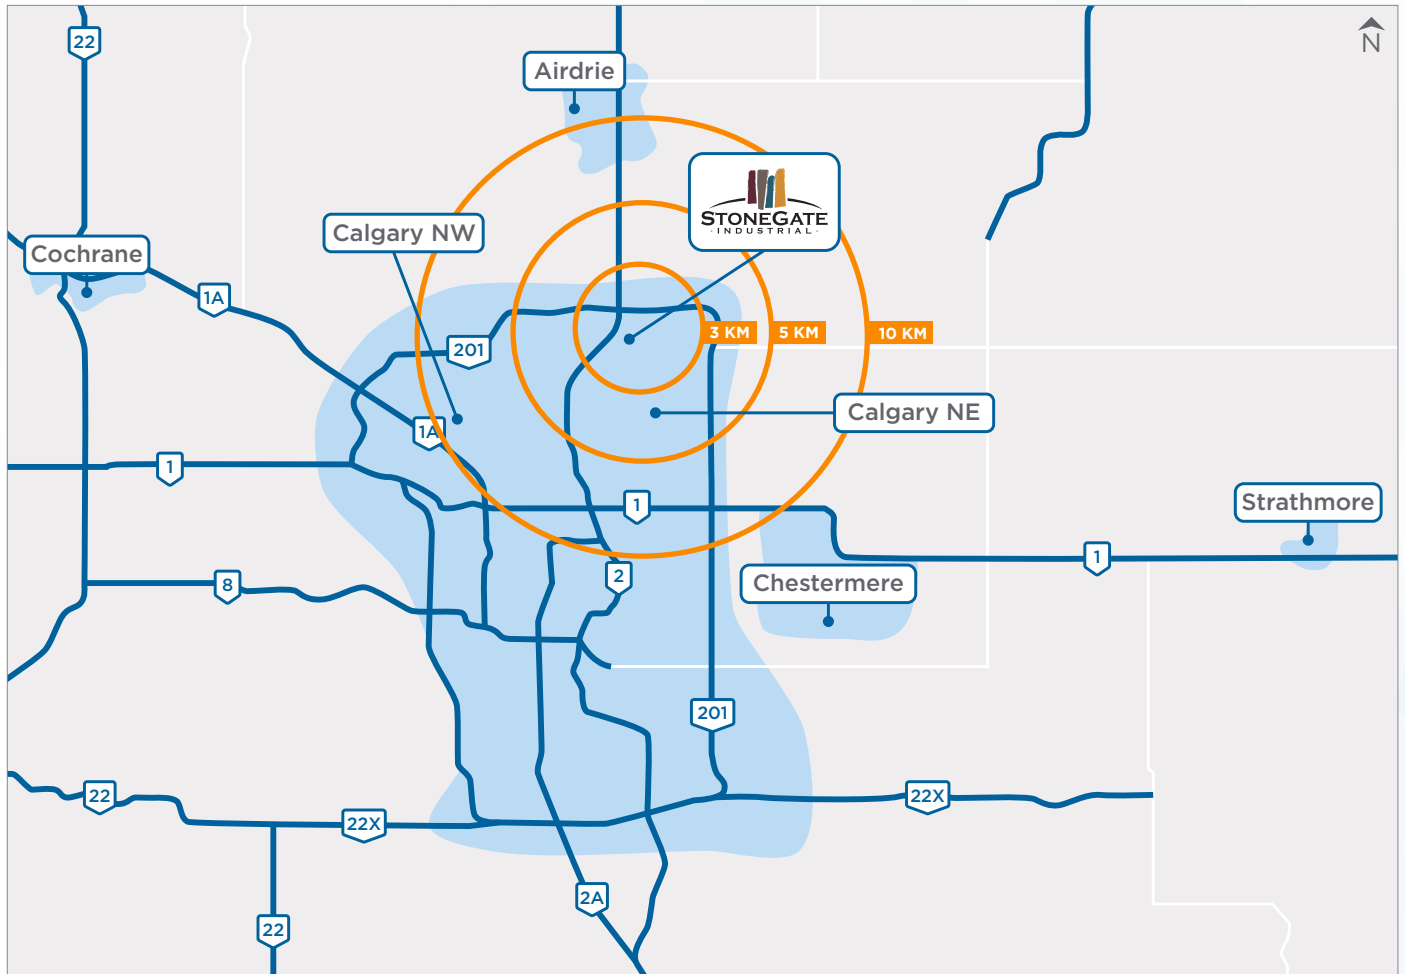 22
N
Airdrie
STONEGATE
·INDUSTRIAL·
Calgary NW
Cochrane
1A
3 KM
5 KM
10 KM
201
Calgary NE
1A
1
1
Strathmore
1
2
Chestermere
8
201
22
22X
22X
2A
22